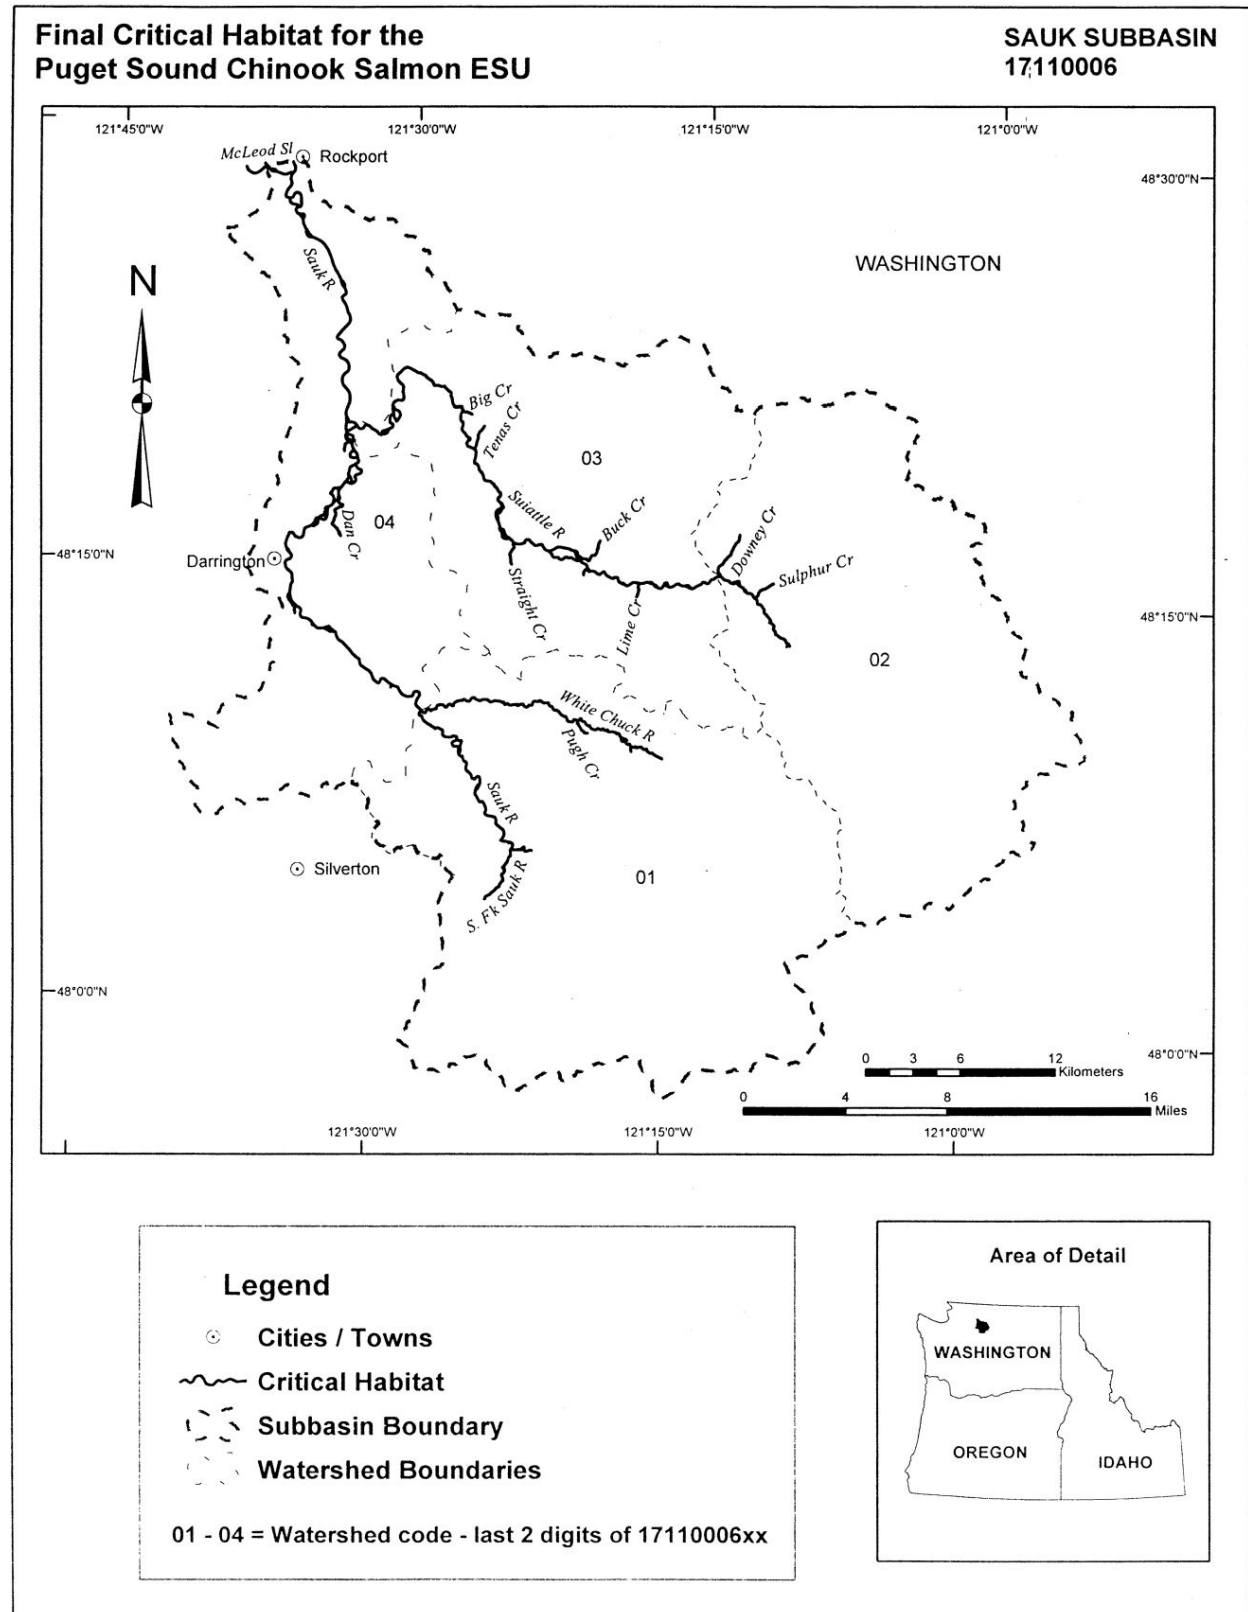 Final Critical Habitat for the
Puget Sound Chinook Salmon ESU
SAUK SUBBASIN
17110006
121°45'0"W
121°30'0"W
121°15'0"W
121°0'0"W
McLeod Sl
Rockport
48°30'0"N
Sauk R
WASHINGTON
N
Big Cr
Tenas Cr
03
Suiattle R
Buck Cr
Dan Cr
04
Downey Cr
48°15'0"N
Darrington
Sulphur Cr
Straight Cr
Lime Cr
48°15'0"N
02
White Chuck R
Pugh Cr
Sauk R
Silverton
S. Fk Sauk R
01
48°0'0"N
48°0'0"N
0 3 6 12
Kilometers
0 4 8 16
Miles
121°30'0"W
121°15'0"W
121°0'0"W
Legend
Cities / Towns
Critical Habitat
Subbasin Boundary
Watershed Boundaries
01 - 04 = Watershed code - last 2 digits of 17110006xx
Area of Detail
WASHINGTON
OREGON
IDAHO